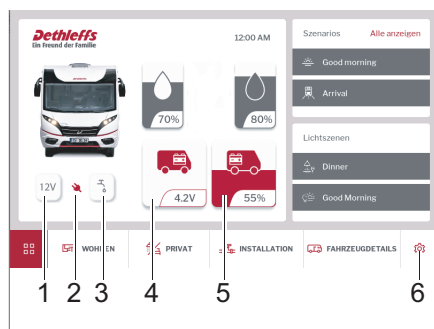 Dethleffs
Ein Freund der Familie
12:00 AM
70%
80%
12V
4.2V
55%
Szenarios
Alle anzeigen
Good morning
Arrival
Lichtszenen
Dinner
Good Morning
WOHNEN
PRIVAT
INSTALLATION
FAHRZEUGDETAILS
1
2
3
4
5
6